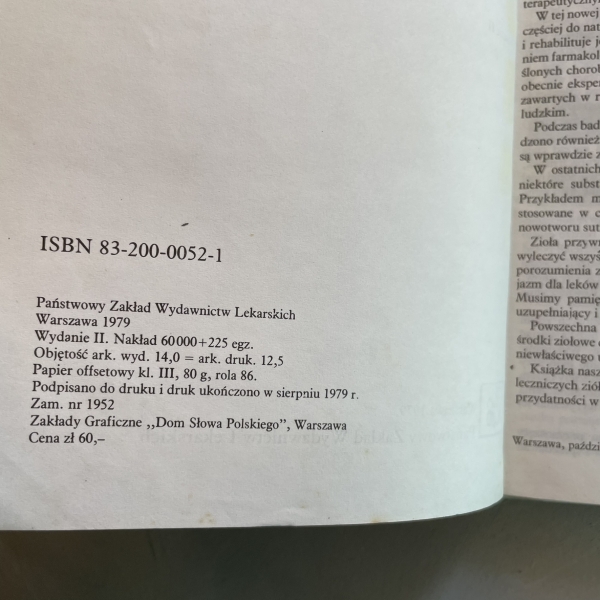 ISBN 83-200-0052-1
Państwowy Zakład Wydawnictw Lekarskich
Warszawa 1979
Wydanie II. Nakład 60 000+225 egz.
Objętość ark. wyd. 14,0 = ark. druk. 12,5
Papier offsetowy kl. III, 80 g, rola 86.
Podpisano do druku i druk ukończono w sierpniu 1979 r.
Zam. nr 1952
Zakłady Graficzne ,,Dom Słowa Polskiego”, Warszawa
Cena zł 60,–
W tej nowej
częściej do nat
i rehabilituje j
niem farmakol
ślonych chorob
obecnie ekspe
zawartych w r
ludzkim.
Podczas bad
dzono również
są wprawdzie z
W ostatnich
niektóre subst
Przykładem m
stosowane w c
nowotworu sut
Zioła przyw
wyleczyć wszyś
porozumienia z
jazm dla leków
Musimy pamię
uzupełniający i
Powszechna
środki ziołowe
niewłaściwego
Książka nasz
leczniczych ziół
przydatności w
Warszawa, paździ